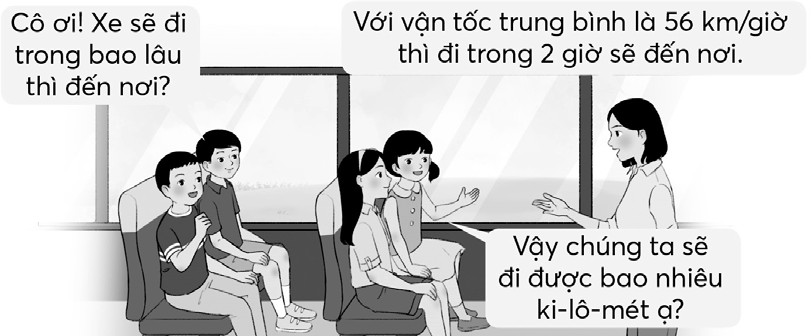 Cô ơi! Xe sẽ đi
trong bao lâu
thì đến nơi?
Với vận tốc trung bình là 56 km/giờ
thì đi trong 2 giờ sẽ đến nơi.
Vậy chúng ta sẽ
đi được bao nhiêu
ki-lô-mét ạ?